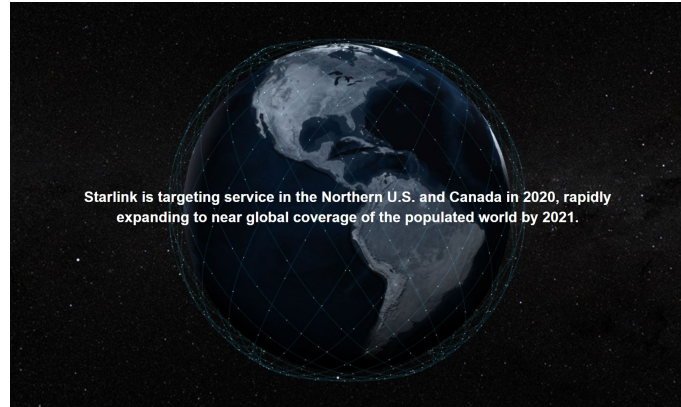 Starlink is targeting service in the Northern U.S. and Canada in 2020, rapidly
expanding to near global coverage of the populated world by 2021.